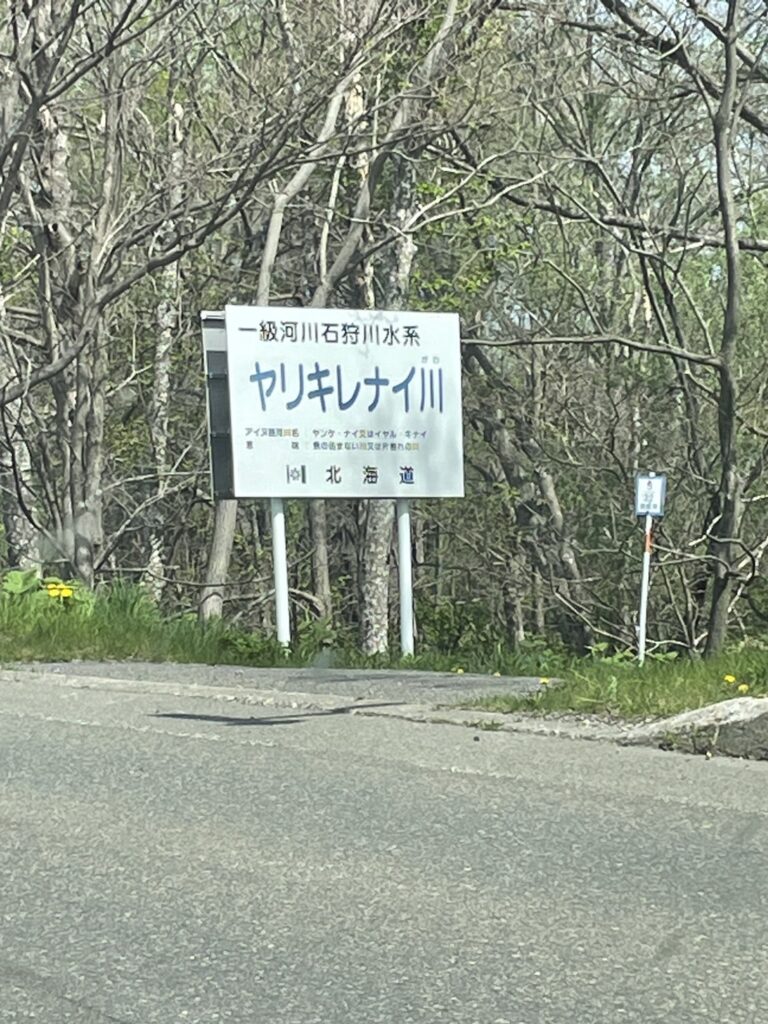 一級河川石狩川水系
がわ
ヤリキレナイ川
アイヌ語河川名：ヤンケ・ナイ又はイヤル・キナイ
意味：魚の住まない川又は片割れの川
北海道